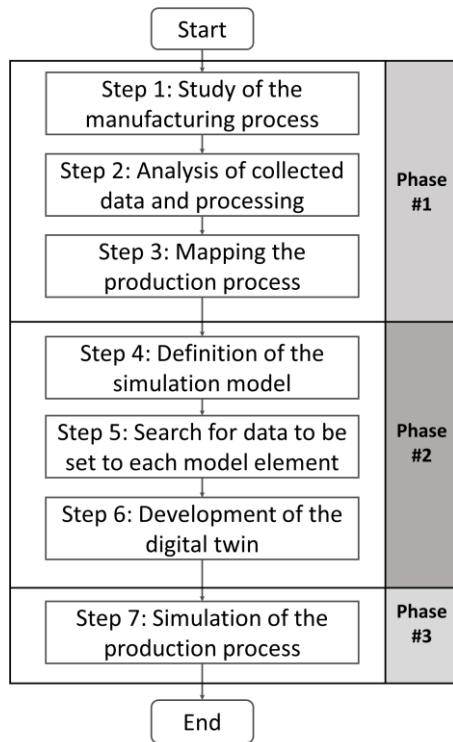 Start
Step 1: Study of the
manufacturing process
Step 2: Analysis of collected
data and processing
Step 3: Mapping the
production process
Phase
#1
Step 4: Definition of the
simulation model
Step 5: Search for data to be
set to each model element
Step 6: Development of the
digital twin
Phase
#2
Step 7: Simulation of the
production process
Phase
#3
End